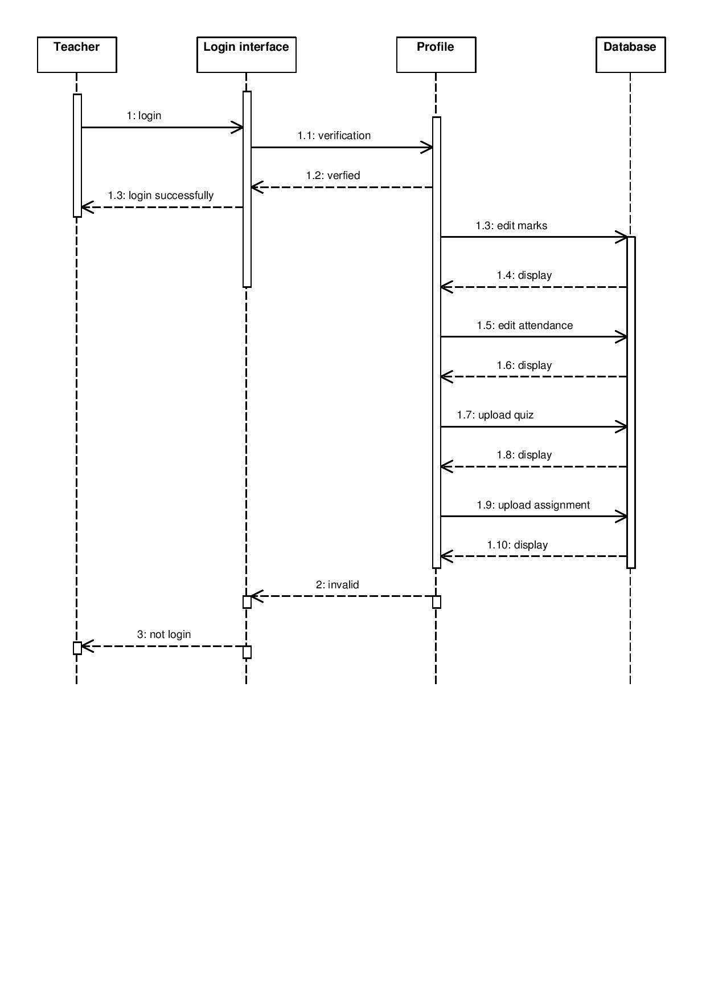 Teacher
Login interface
Profile
Database
1: login
1.1: verification
1.2: verfied
1.3: login successfully
1.3: edit marks
1.4: display
1.5: edit attendance
1.6: display
1.7: upload quiz
1.8: display
1.9: upload assignment
1.10: display
2: invalid
3: not login